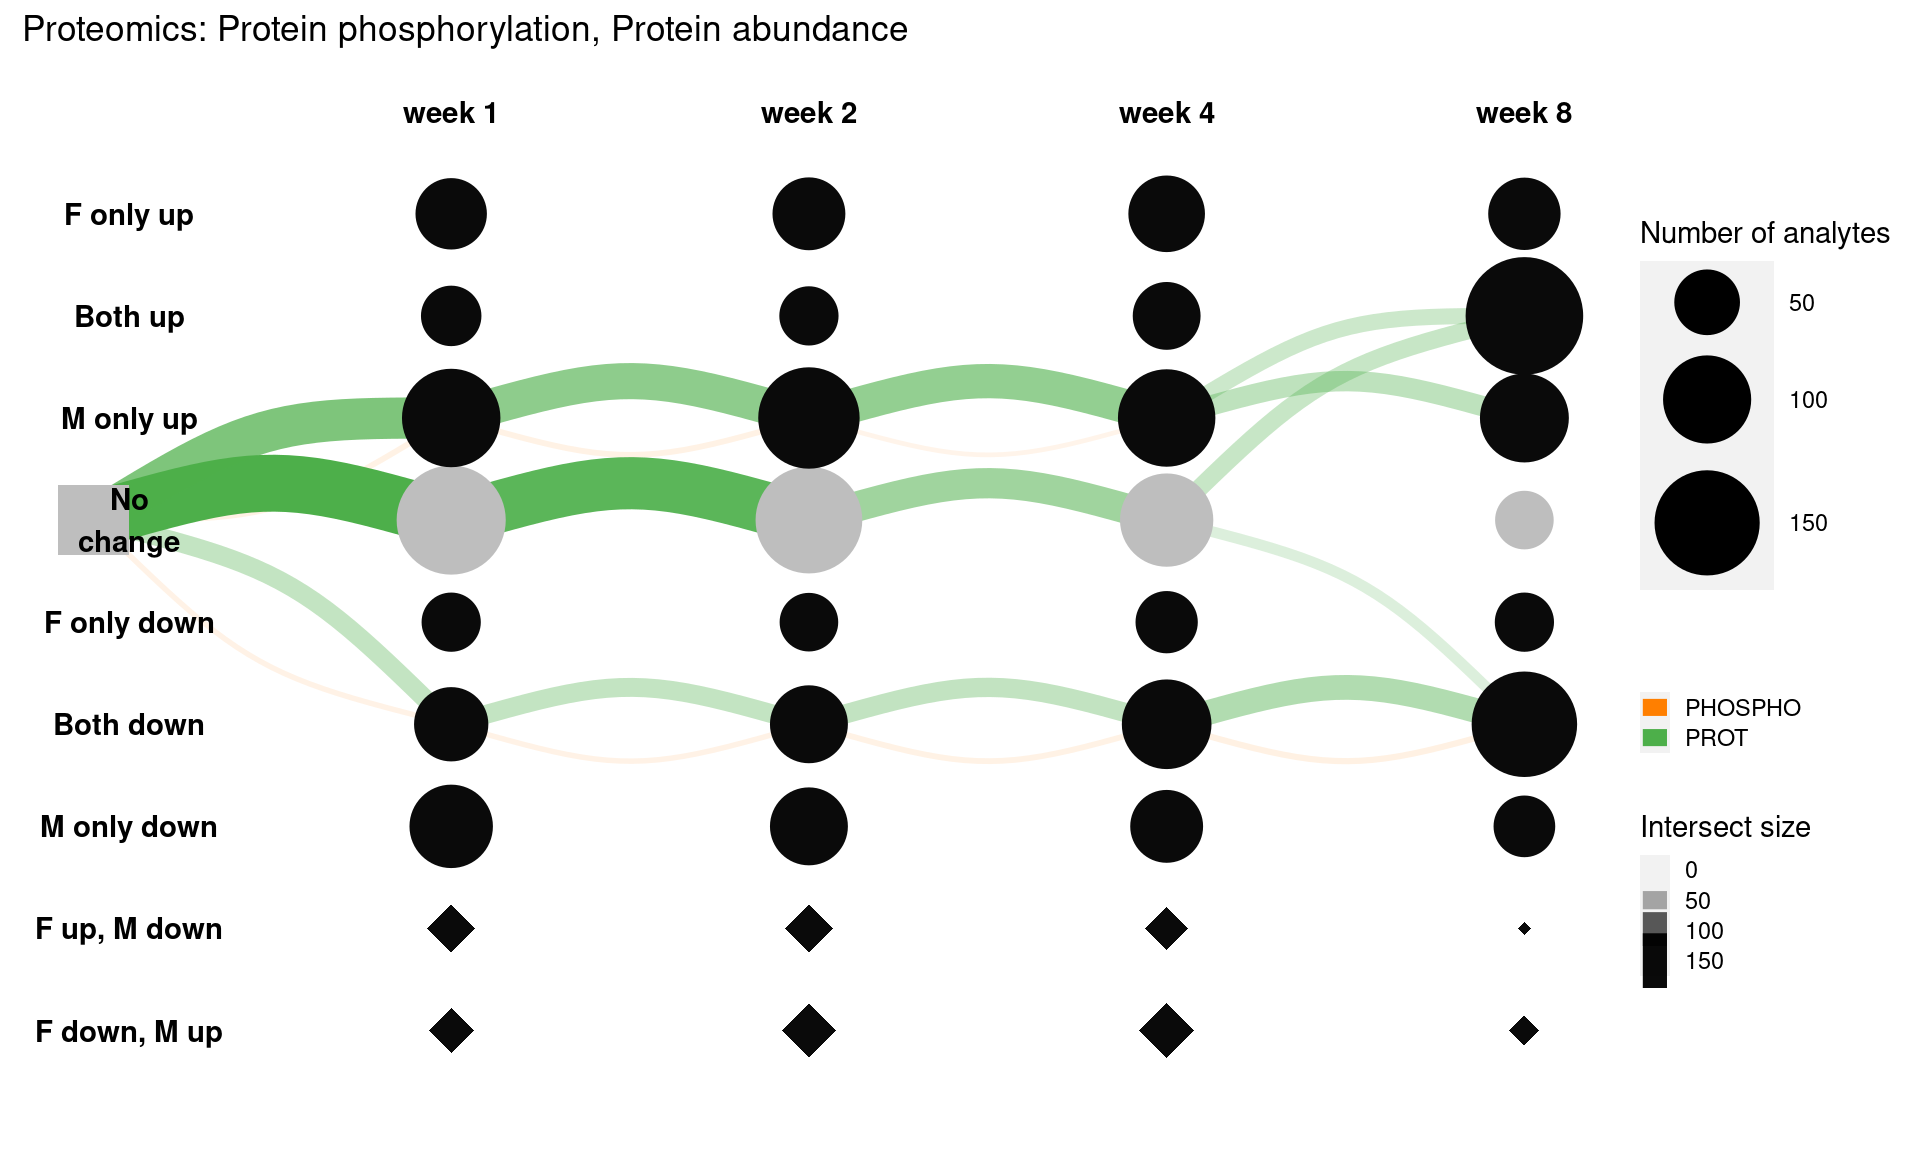 Proteomics: Protein phosphorylation, Protein abundance
week 1
week 2
week 4
week 8
F only up
Both up
M only up
No
change
F only down
Both down
M only down
F up, M down
F down, M up
Number of analytes
50
100
150
PHOSPHO
PROT
Intersect size
0
50
100
150